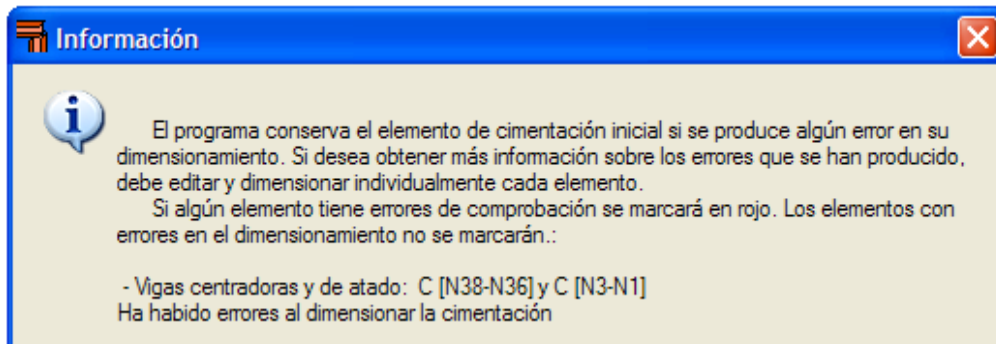 Información
El programa conserva el elemento de cimentación inicial si se produce algún error en su
dimensionamiento. Si desea obtener más información sobre los errores que se han producido,
debe editar y dimensionar individualmente cada elemento.
Si algún elemento tiene errores de comprobación se marcará en rojo. Los elementos con
errores en el dimensionamiento no se marcarán.:
- Vigas centradoras y de atado: C [N38-N36] y C [N3-N1]
Ha habido errores al dimensionar la cimentación